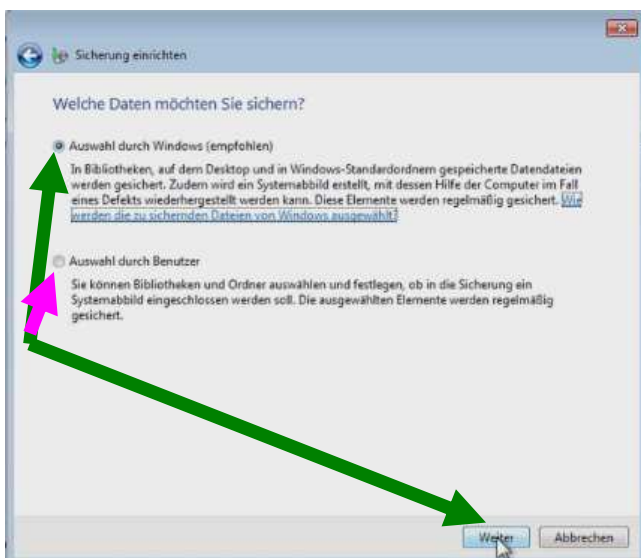 Sicherung einrichten
Welche Daten möchten Sie sichern?
Auswahl durch Windows (empfohlen)
In Bibliotheken, auf dem Desktop und in Windows-Standardordnern gespeicherte Datendateien
werden gesichert. Zudem wird ein Systemabbild erstellt, mit dessen Hilfe der Computer im Fall
eines Defekts wiederhergestellt werden kann. Diese Elemente werden regelmäßig gesichert. Wie
werden die zu sichernden Dateien von Windows ausgewählt?
Auswahl durch Benutzer
Sie können Bibliotheken und Ordner auswählen und festlegen, ob in die Sicherung ein
Systemabbild eingeschlossen werden soll. Die ausgewählten Elemente werden regelmäßig
gesichert.
Weiter Abbrechen